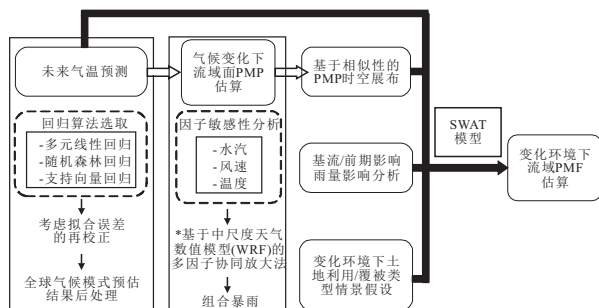 未来气温预测
回归算法选取
-多元线性回归
-随机森林回归
-支持向量回归
考虑拟合误差
的再校正
全球气候模式预估
结果后处理
气候变化下
流域面PMP
估算
因子敏感性分析
-水汽
-风速
-温度
*基于中尺度天气
数值模型(WRF)的
多因子协同放大法
组合暴雨
基于相似性的
PMP时空展布
基流/前期影响
雨量影响分析
变化环境下土
地利用/覆被类
型情景假设
SWAT
模型
变化环境下
流域PMF
估算